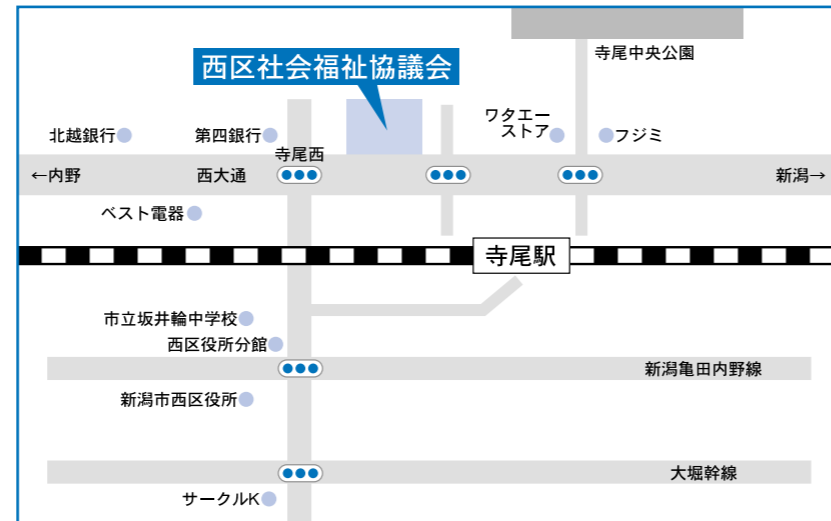 寺尾中央公園
西区社会福祉協議会
ワタエー
ストア
フジミ
北越銀行
第四銀行
寺尾西
←内野
西大通
新潟→
ベスト電器
寺尾駅
市立坂井輪中学校
西区役所分館
新潟亀田内野線
新潟市西区役所
大堀幹線
サークルK